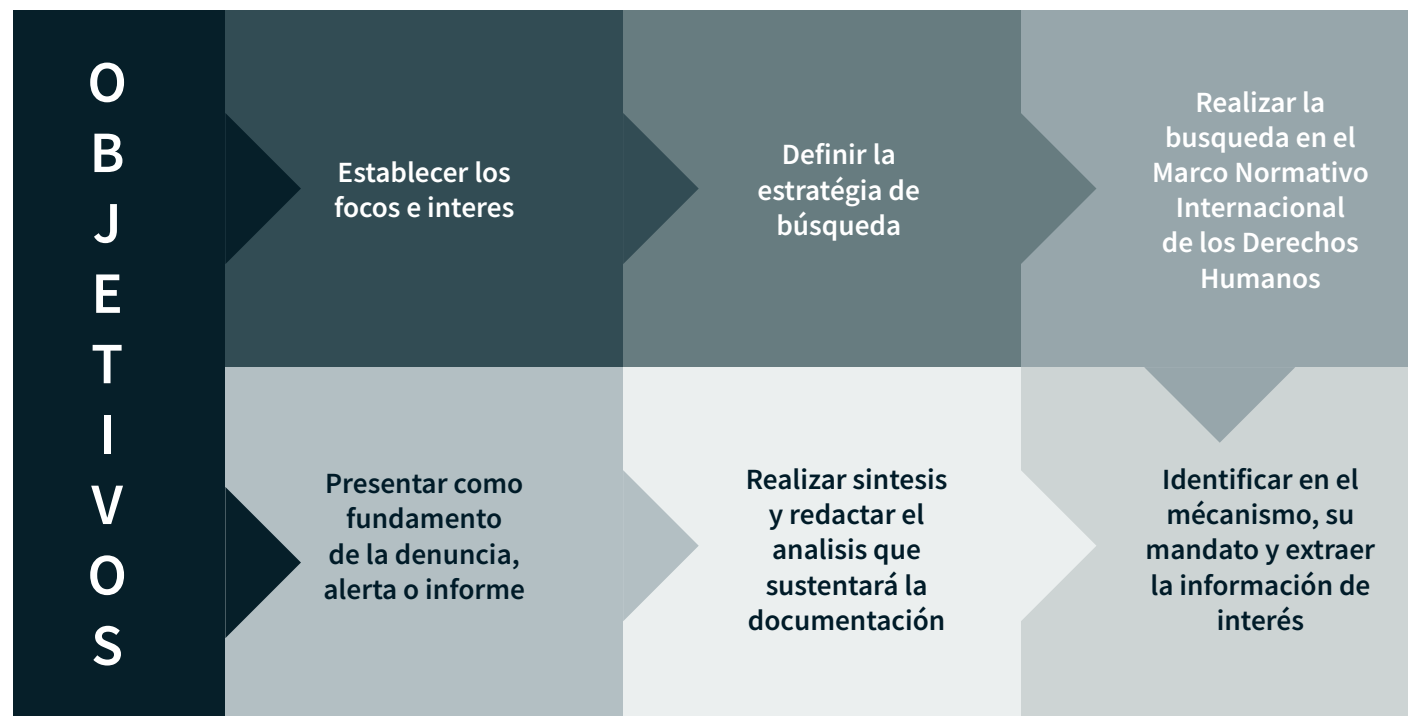 OBJETIVOS
Establecer los
focos e interes
Definir la
estratégia de
búsqueda
Realizar la
busqueda en el
Marco Normativo
Internacional
de los Derechos
Humanos
Presentar como
fundamento
de la denuncia,
alerta o informe
Realizar sintesis
y redactar el
analisis que
sustentará la
documentación
Identificar en el
mécanismo, su
mandato y extraer
la información de
interés